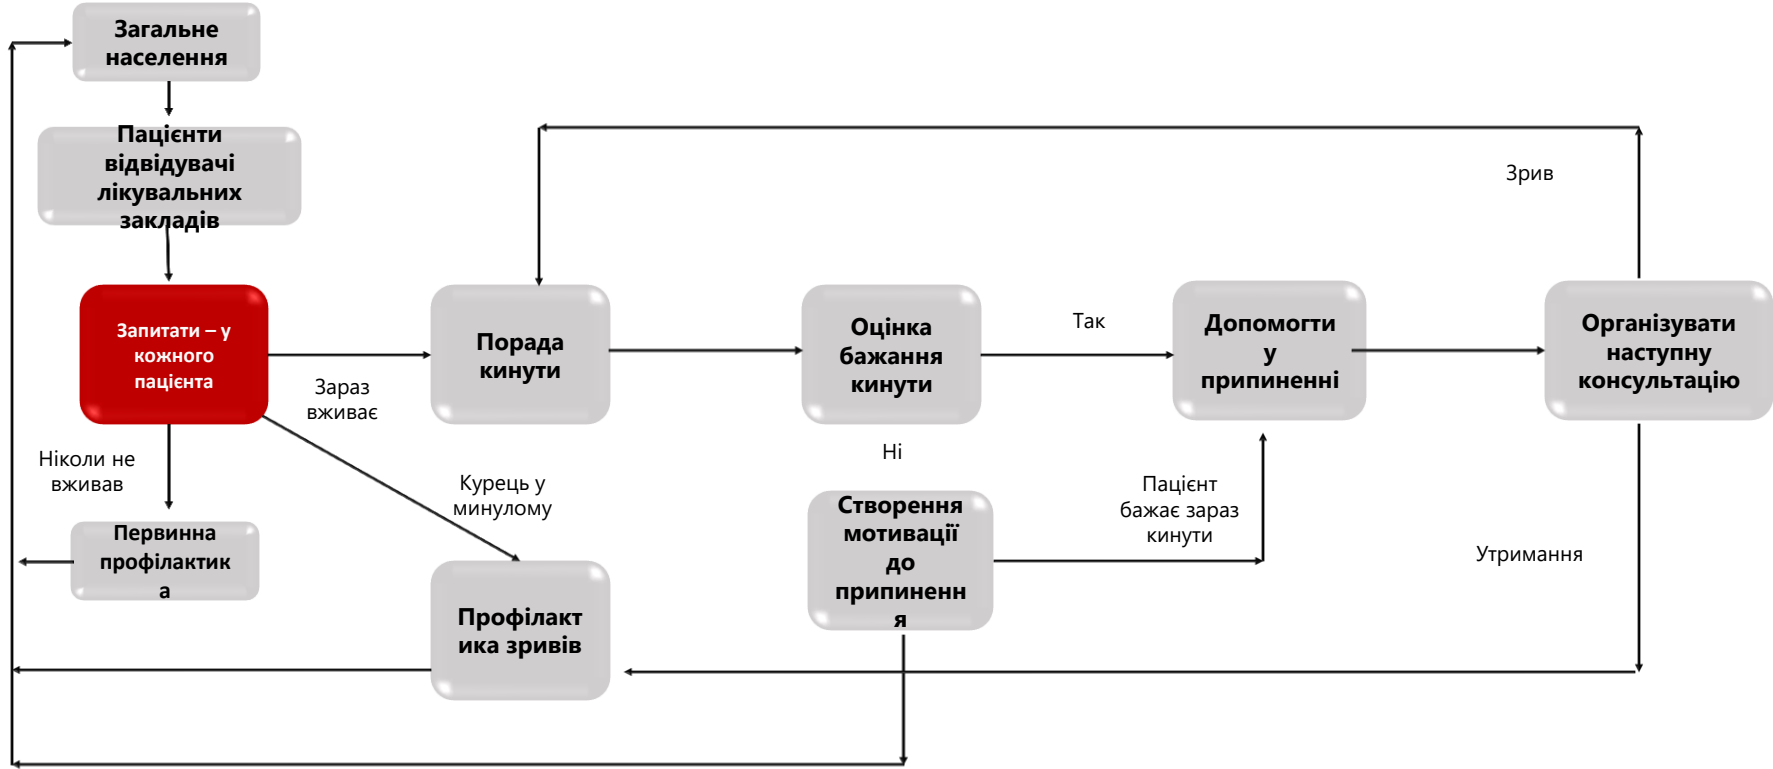 Загальне
населення
Пацієнти
відвідувачі
лікувальних
закладів
Зрив
Запитати – у
кожного
пацієнта
Зараз
вживає
Порада
кинути
Оцінка
бажання
кинути
Так
Допомогти
у
припиненні
Організувати
наступну
консультацію
Ніколи не
вживав
Курець у
минулому
Ні
Пацієнт
бажає зараз
кинути
Утримання
Первинна
профілактик
а
Профілакт
ика зривів
Створення
мотивації
до
припиненн
я